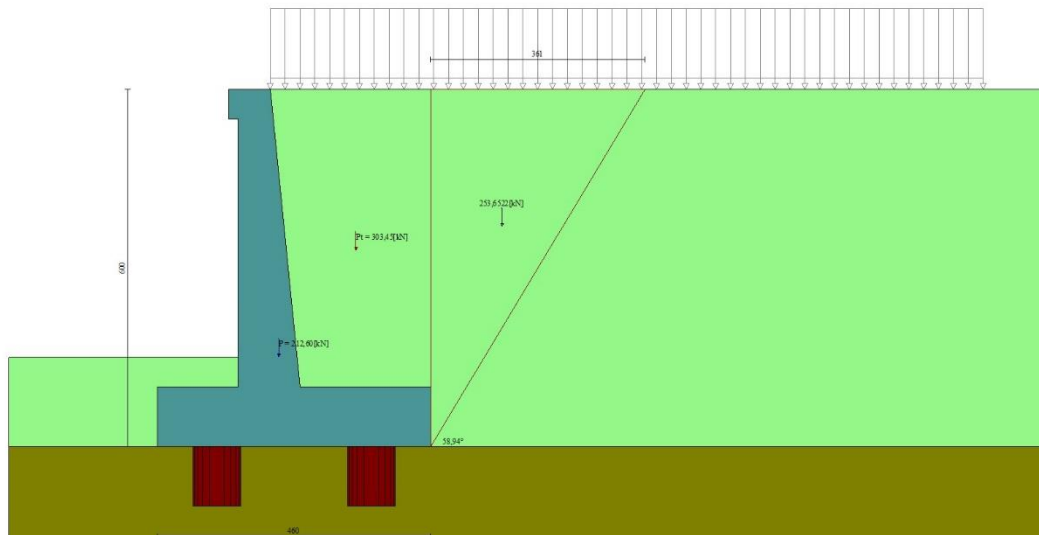 361
253,6522[kN]
Pt = 303,45[kN]
600
P = 212,60[kN]
58,94°
460